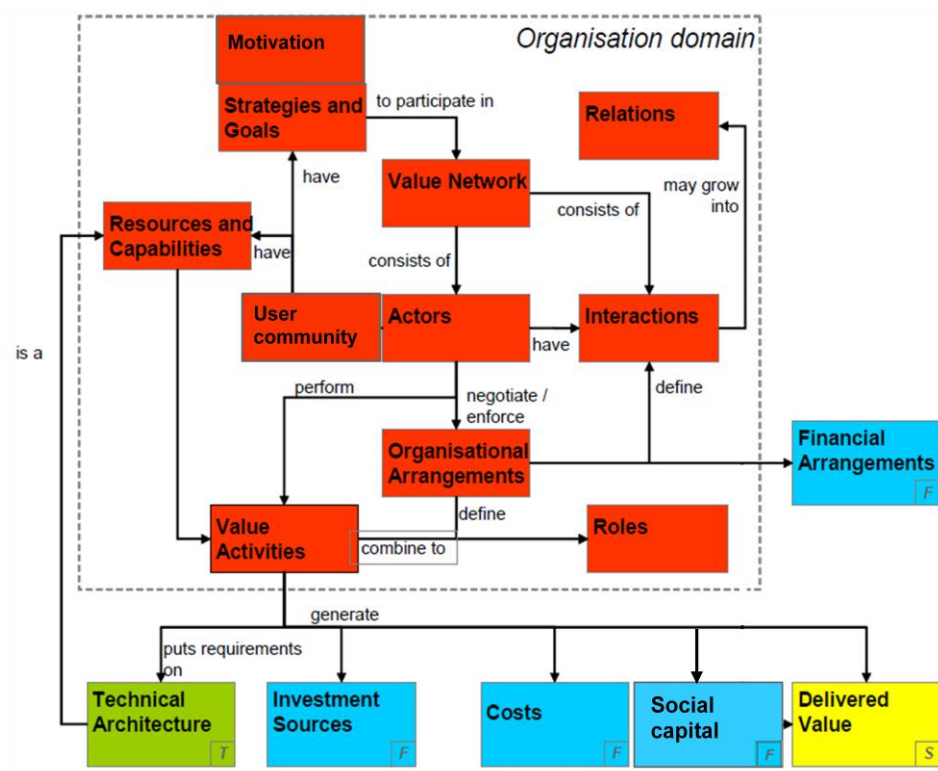 Organisation domain
Motivation
Strategies and
Goals
to participate in
Relations
have
Value Network
may grow
into
consists of
Resources and
Capabilities
have
consists of
User
community
Actors
have
Interactions
is a
perform
negotiate /
enforce
define
Organisational
Arrangements
Financial
Arrangements
F
Value
Activities
define
combine to
Roles
generate
puts requirements
on
Technical
Architecture
T
Investment
Sources
F
Costs
F
Social
capital
F
Delivered
Value
S